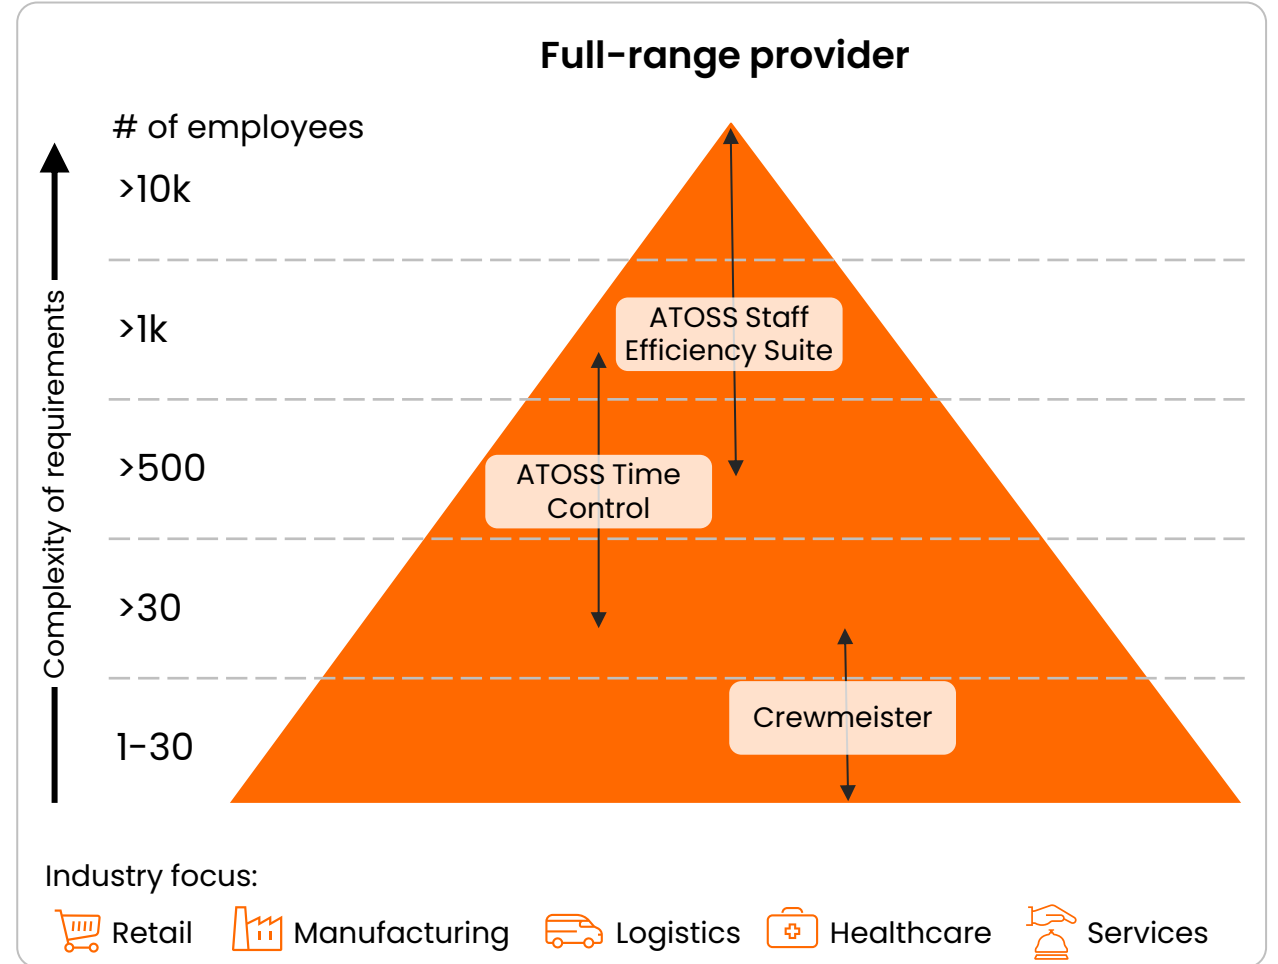 Full-range provider
# of employees
>10k
>1k
>500
>30
1-30
Complexity of requirements
ATOSS Staff
Efficiency Suite
ATOSS Time
Control
Crewmeister
Industry focus:
Retail
Manufacturing
Logistics
Healthcare
Services